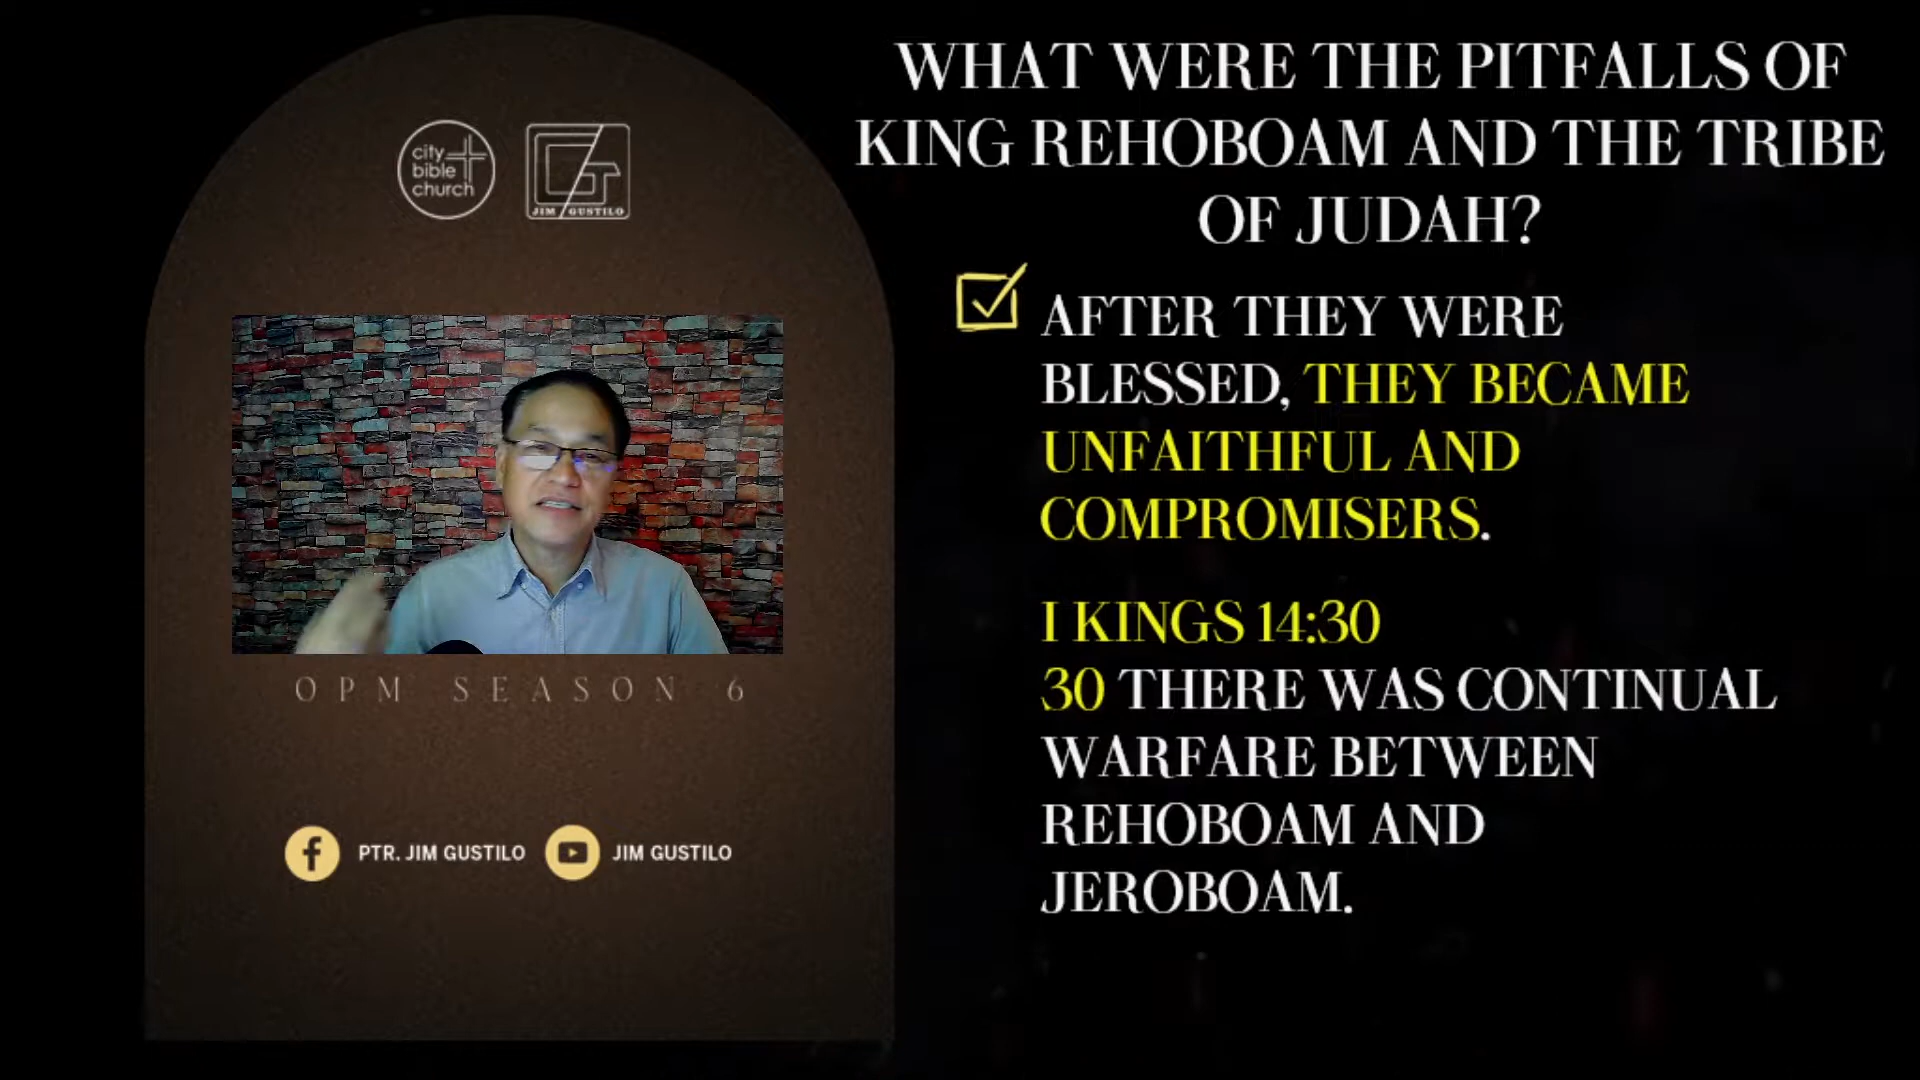 city
bible
church
JIM GUSTILO
OPM SEASON 6
PTR. JIM GUSTILO
JIM GUSTILO
WHAT WERE THE PITFALLS OF
KING REHOBOAM AND THE TRIBE
OF JUDAH?
AFTER THEY WERE
BLESSED, THEY BECAME
UNFAITHFUL AND
COMPROMISERS.
I KINGS 14:30
30 THERE WAS CONTINUAL
WARFARE BETWEEN
REHOBOAM AND
JEROBOAM.